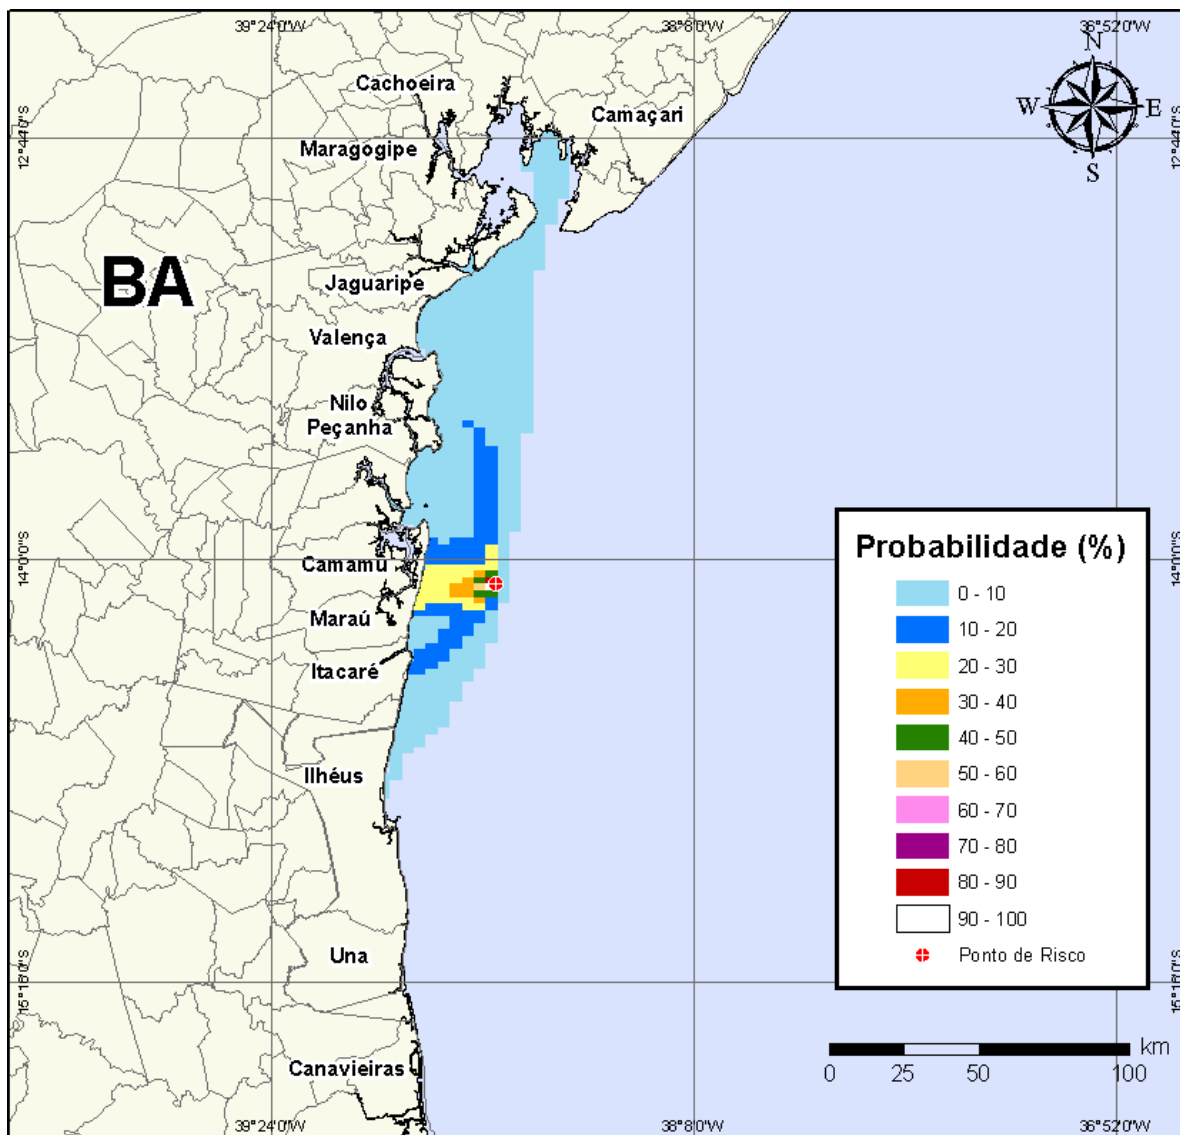 39°24'0"W
38°8'0"W
36°52'0"W
N
Cachoeira
Camaçari
W
E
12°44'0"S
12°44'0"S
Maragogipe
S
BA
Jaguaripe
Valença
Nilo
Peçanha
14°0'0"S
14°0'0"S
Camamú
Maraú
Itacaré
Ilhéus
Una
Canavieiras
Probabilidade (%)
0 - 10
10 - 20
20 - 30
30 - 40
40 - 50
50 - 60
60 - 70
70 - 80
80 - 90
90 - 100
Ponto de Risco
15°16'0"S
15°16'0"S
km
0 25 50 100
39°24'0"W
38°8'0"W
36°52'0"W